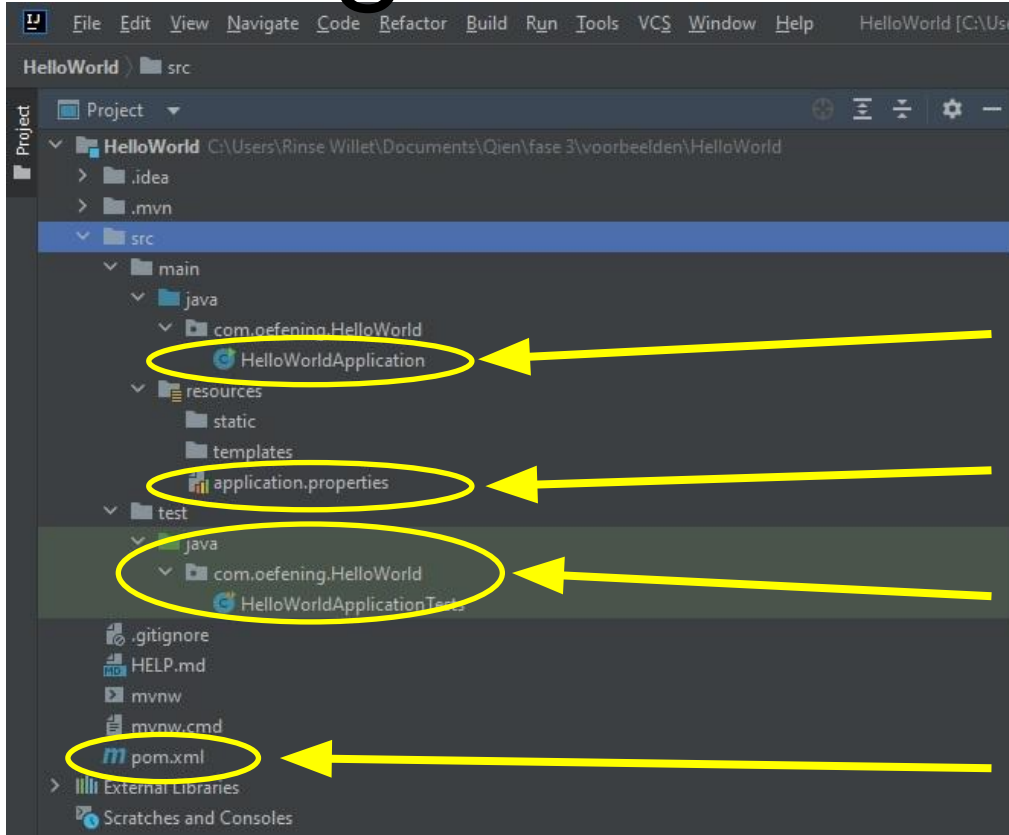 File Edit View Navigate Code Refactor Build Run Tools VCS Window Help HelloWorld [C:\Us
HelloWorld src
Project
Project
HelloWorld C:\Users\Rinse Willet\Documents\Qien\fase 3\voorbeelden\HelloWorld
.idea
.mvn
src
main
java
com.oefening.HelloWorld
HelloWorldApplication
resources
static
templates
application.properties
test
java
com.oefening.HelloWorld
HelloWorldApplicationTests
.gitignore
HELP.md
mvnw
mvnw.cmd
pom.xml
External Libraries
Scratches and Consoles